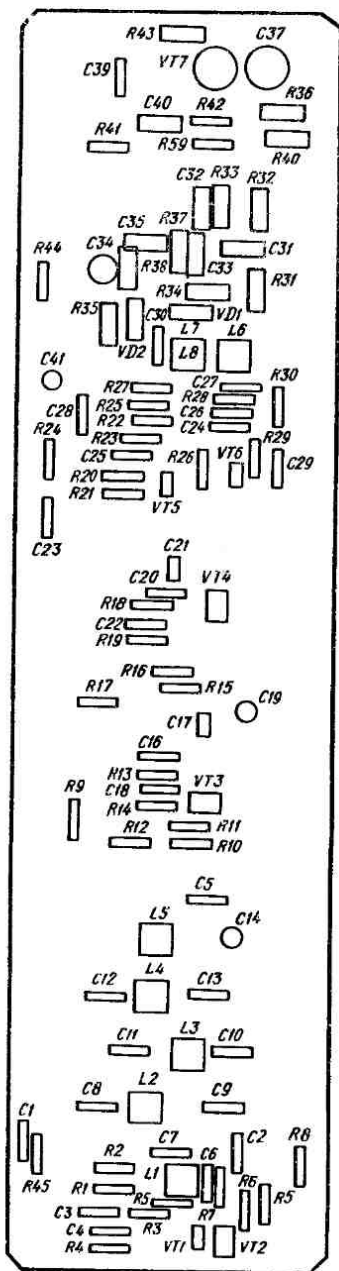 R43
C37
VT7
C39
R36
C40
R42
R41
R59
R40
C32
R33
R32
C35
R37
C34
C31
R44
R38
C33
R31
R34
R35
C30
VD1
VD2
L7
L6
L8
C41
R27
C27
R30
R25
R28
C28
R22
C26
R24
R23
C24
R29
C25
R26
VT6
C29
R20
R21
VT5
C23
C21
C20
VT4
R18
C22
R19
R16
R17
R15
C19
C17
C16
R13
R9
C18
VT3
R14
R12
R11
R10
C5
L5
C14
L4
C12
C13
L3
C11
C10
L2
C8
C9
C1
C7
C2
R8
R2
L1
C6
R45
R1
R6
R5
R5
C3
R3
R7
C4
R4
VT1
VT2